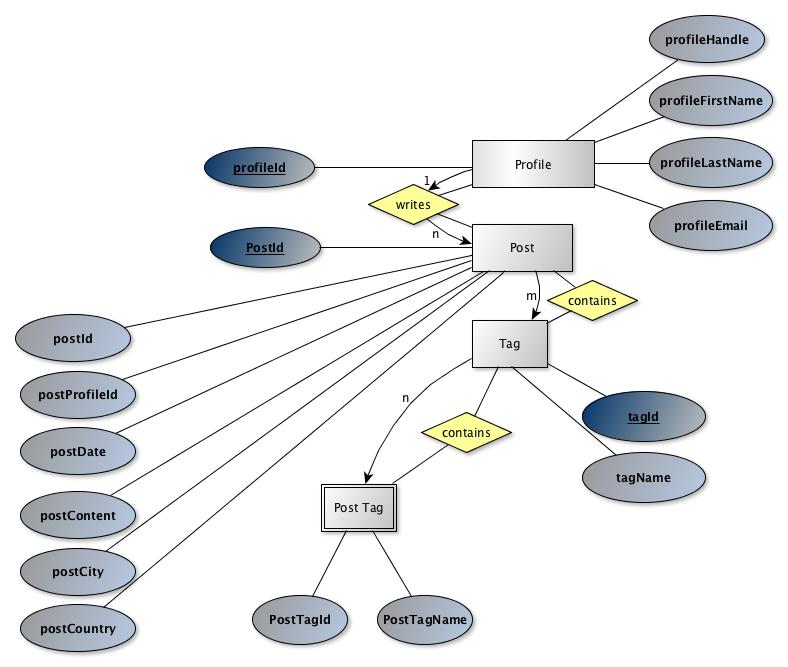 profileHandle
profileFirstName
profileId
Profile
profileLastName
1
writes
profileEmail
n
PostId
Post
m
contains
postId
Tag
postProfileId
n
tagId
contains
postDate
tagName
postContent
Post Tag
postCity
PostTagId
PostTagName
postCountry